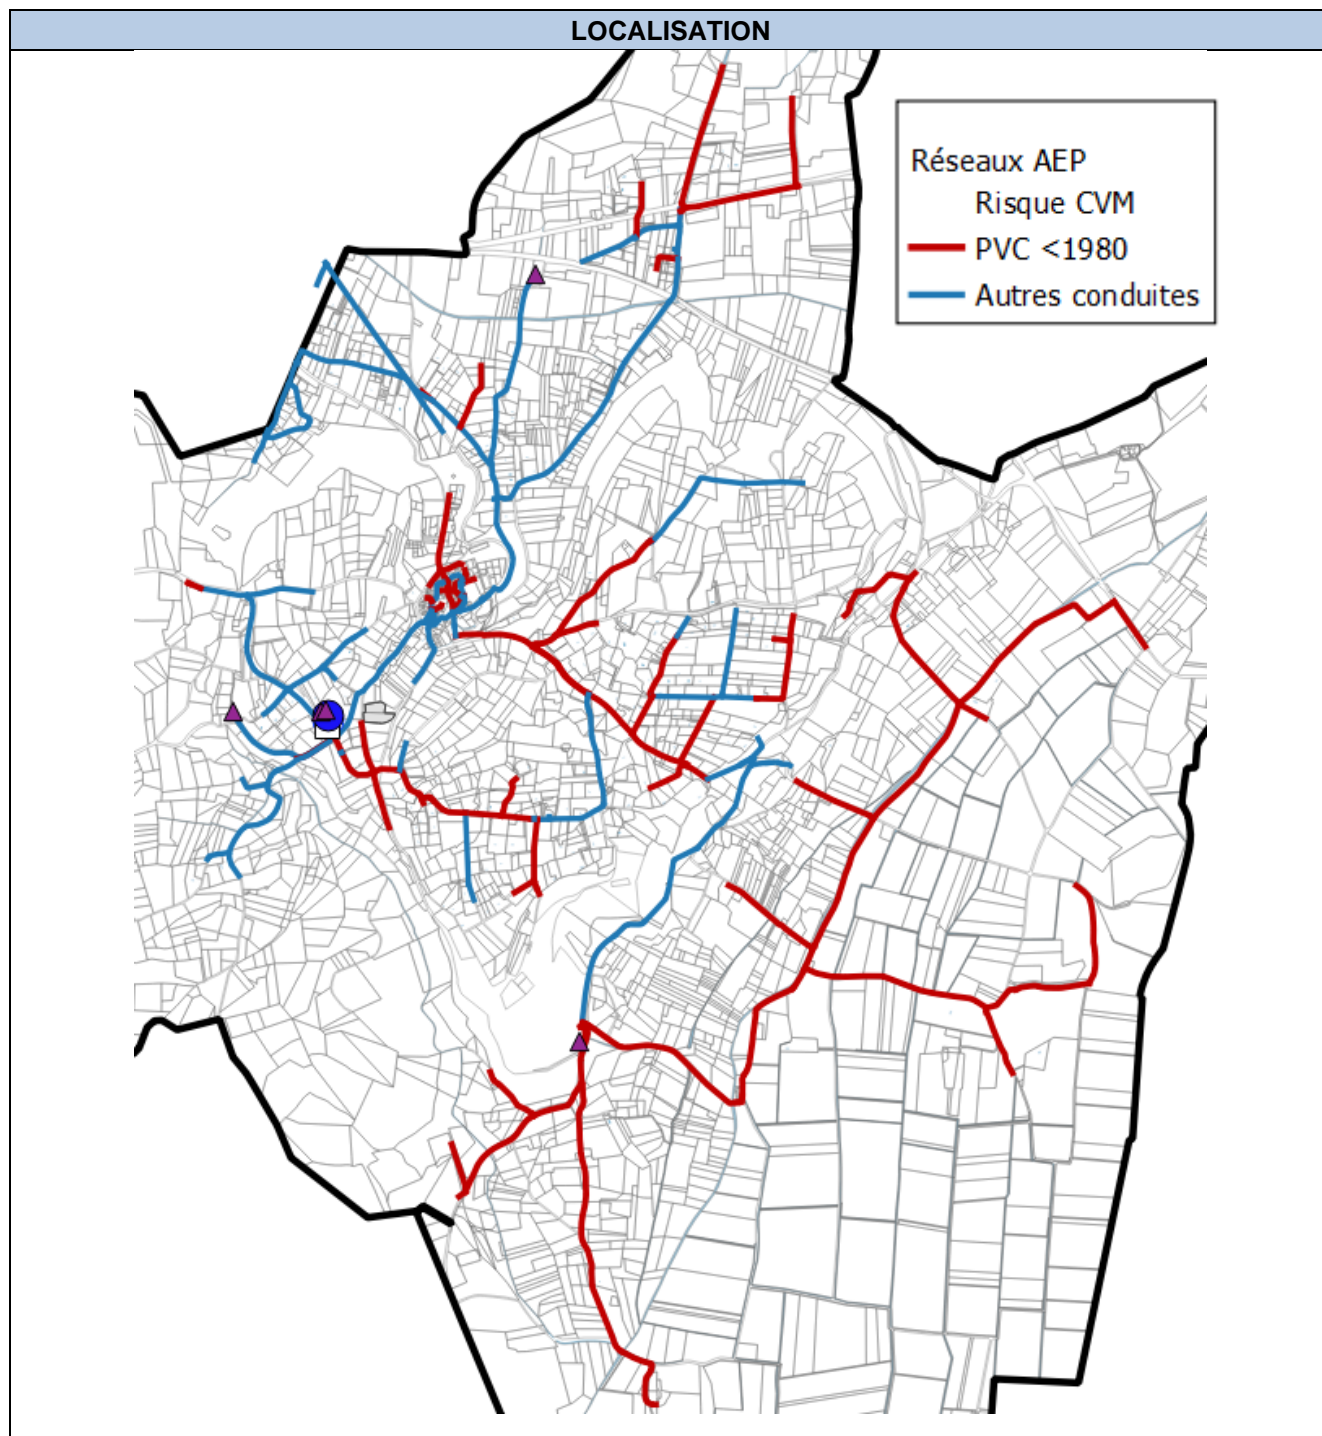 LOCALISATION
Réseaux AEP
Risque CVM
PVC <1980
Autres conduites